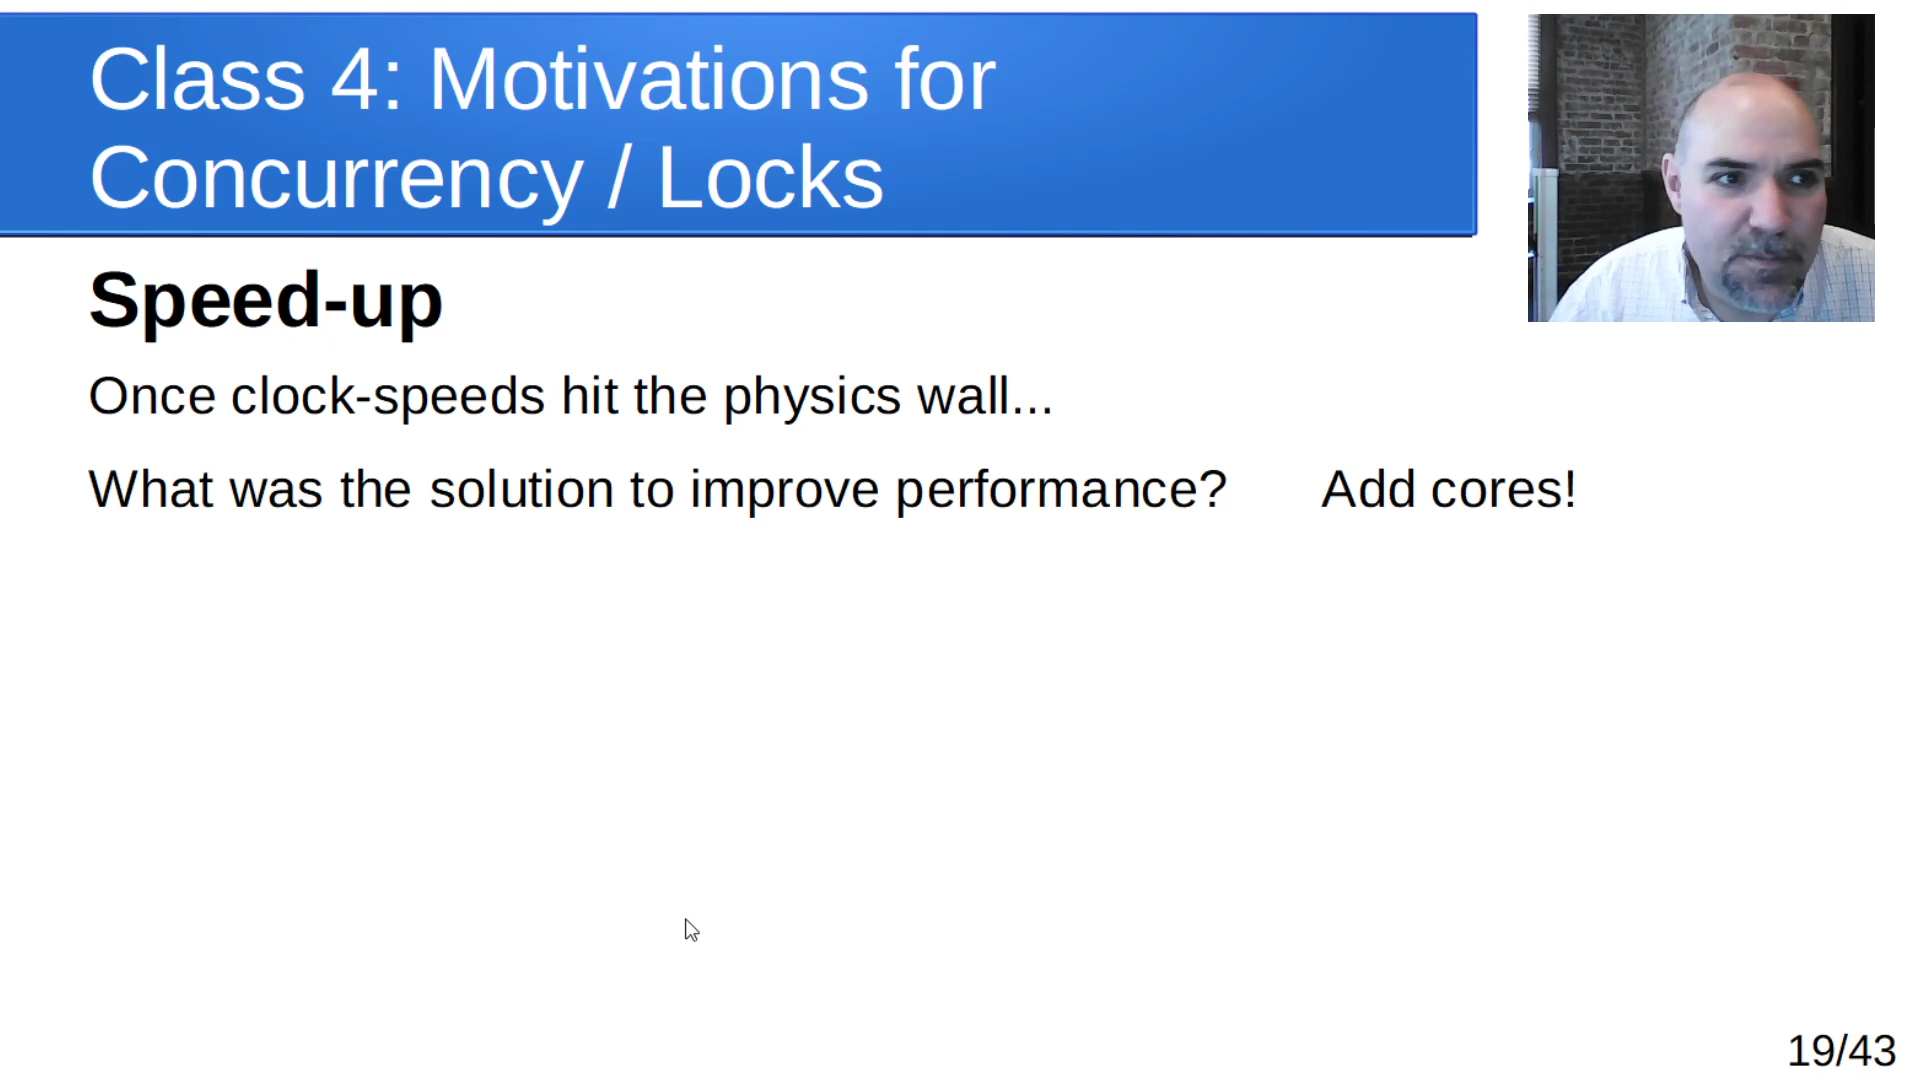 Class 4: Motivations for
Concurrency / Locks
Speed-up
Once clock-speeds hit the physics wall...
What was the solution to improve performance? Add cores!
19/43